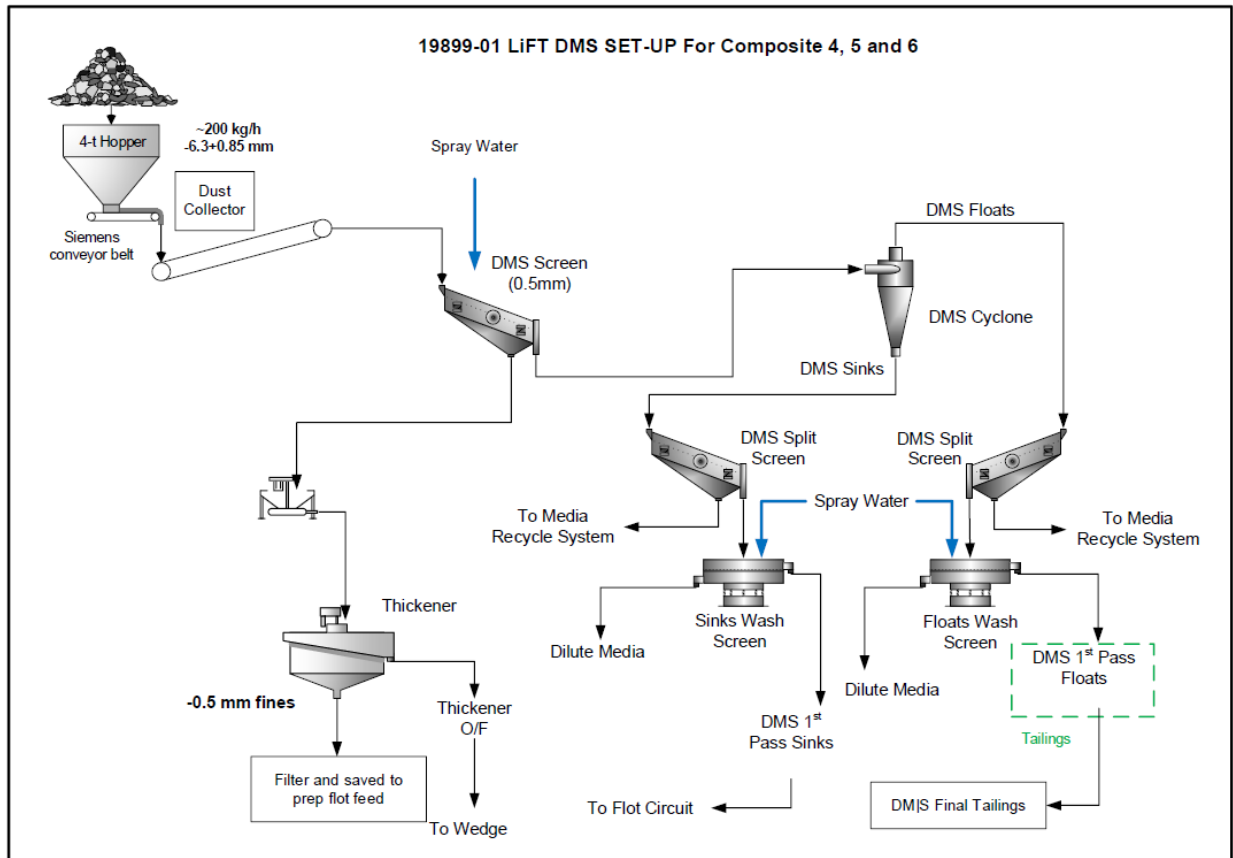 19899-01 LiFT DMS SET-UP For Composite 4, 5 and 6
4-t Hopper
~200 kg/h
-6.3+0.85 mm
Dust
Collector
Siemens
conveyor belt
Spray Water
DMS Screen
(0.5mm)
DMS Floats
DMS Cyclone
DMS Sinks
DMS Split
Screen
DMS Split
Screen
Spray Water
To Media
Recycle System
To Media
Recycle System
Sinks Wash
Screen
Floats Wash
Screen
Dilute Media
Dilute Media
Thickener
-0.5 mm fines
Thickener
O/F
Filter and saved to
prep flot feed
To Wedge
DMS 1st
Pass Sinks
To Flot Circuit
DMS 1st Pass
Floats
Tailings
DM|S Final Tailings